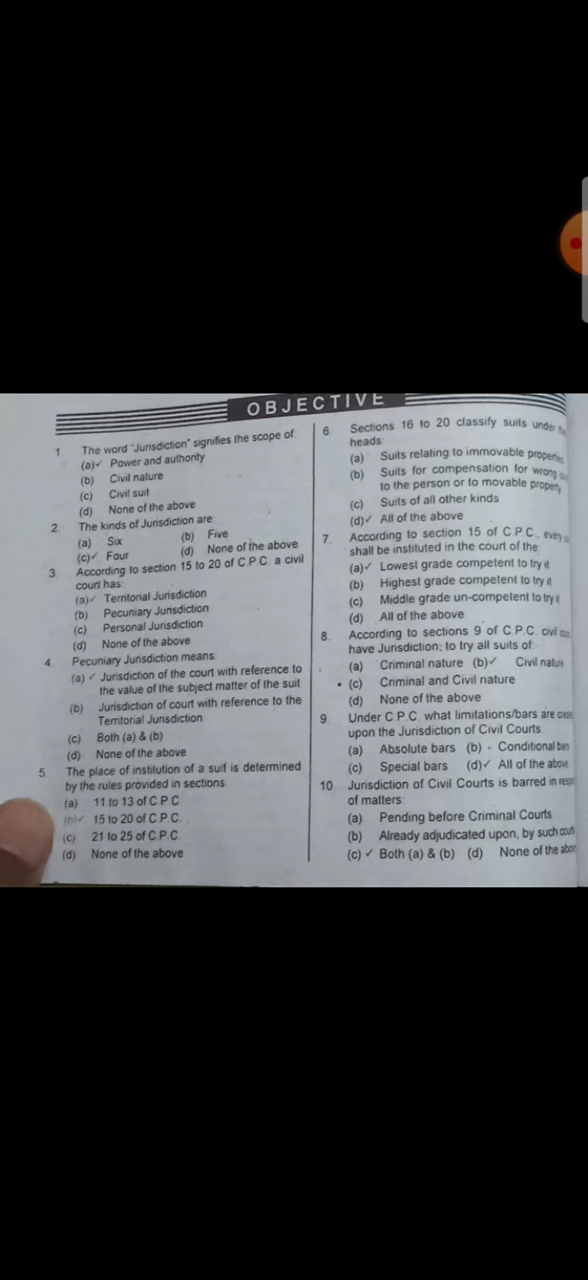 OBJECTIVE
1. The word "Jurisdiction" signifies the scope of:
(a)✓ Power and authority
(b) Civil nature
(c) Civil suit
(d) None of the above
2. The kinds of Jurisdiction are:
(a) Six (b) Five
(c)✓ Four (d) None of the above
3. According to section 15 to 20 of C.P.C. a civil
court has:
(a)✓ Territorial Jurisdiction
(b) Pecuniary Jurisdiction
(c) Personal Jurisdiction
(d) None of the above
4. Pecuniary Jurisdiction means:
(a) ✓ Jurisdiction of the court with reference to
the value of the subject matter of the suit
(b) Jurisdiction of court with reference to the
Territorial Jurisdiction
(c) Both (a) & (b)
(d) None of the above
5. The place of institution of a suit is determined
by the rules provided in sections:
(a) 11 to 13 of C.P.C
(b)✓ 15 to 20 of C.P.C.
(c) 21 to 25 of C.P.C.
(d) None of the above
6. Sections 16 to 20 classify suits under
heads:
(a) Suits relating to immovable properties
(b) Suits for compensation for wrong
to the person or to movable property
(c) Suits of all other kinds
(d)✓ All of the above
7. According to section 15 of C.P.C., every
shall be instituted in the court of the:
(a)✓ Lowest grade competent to try it
(b) Highest grade competent to try it
(c) Middle grade un-competent to try it
(d) All of the above
8. According to sections 9 of C.P.C. civil
have Jurisdiction; to try all suits of:
(a) Criminal nature (b)✓ Civil nature
• (c) Criminal and Civil nature
(d) None of the above
9. Under C.P.C. what limitations/bars are
upon the Jurisdiction of Civil Courts:
(a) Absolute bars (b) Conditional bars
(c) Special bars (d)✓ All of the above
10. Jurisdiction of Civil Courts is barred in
of matters:
(a) Pending before Criminal Courts
(b) Already adjudicated upon, by such
(c) ✓ Both (a) & (b) (d) None of the above